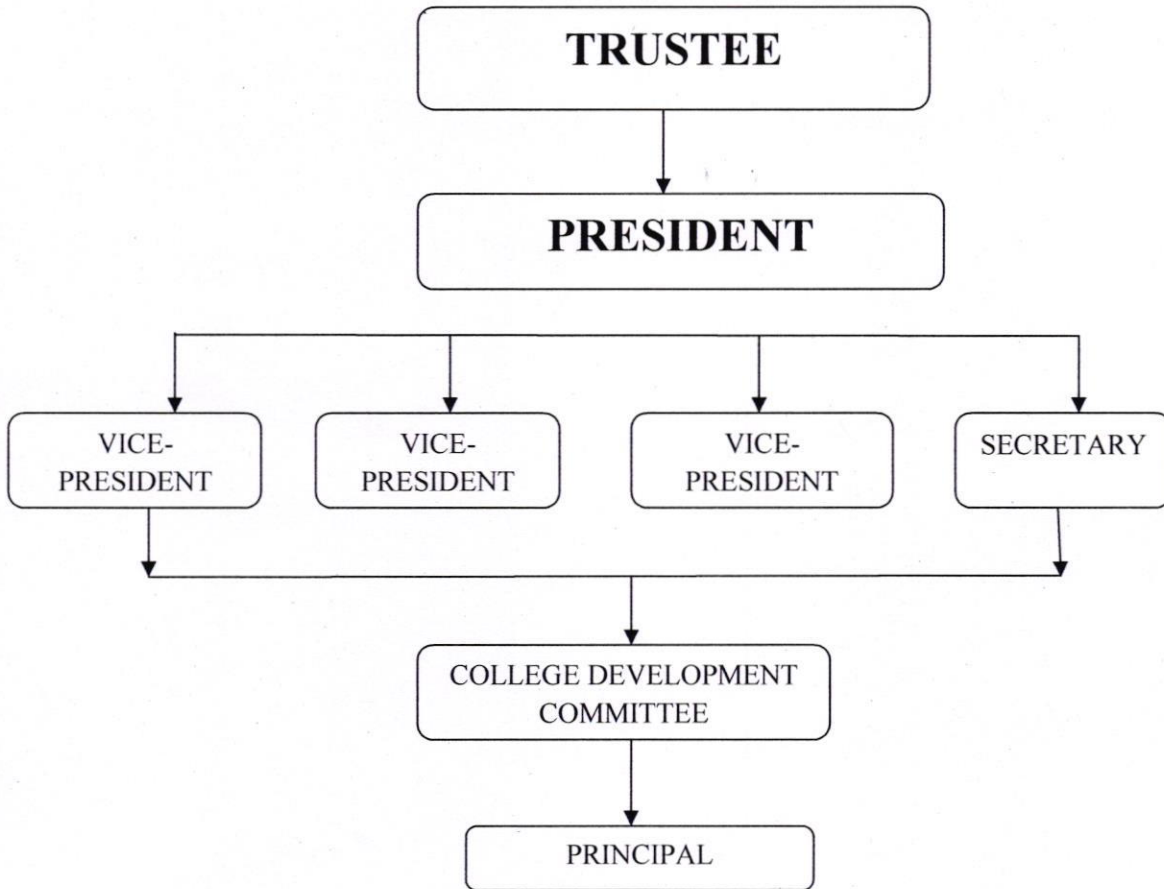 TRUSTEE
PRESIDENT
VICE-
PRESIDENT
VICE-
PRESIDENT
VICE-
PRESIDENT
SECRETARY
COLLEGE DEVELOPMENT
COMMITTEE
PRINCIPAL